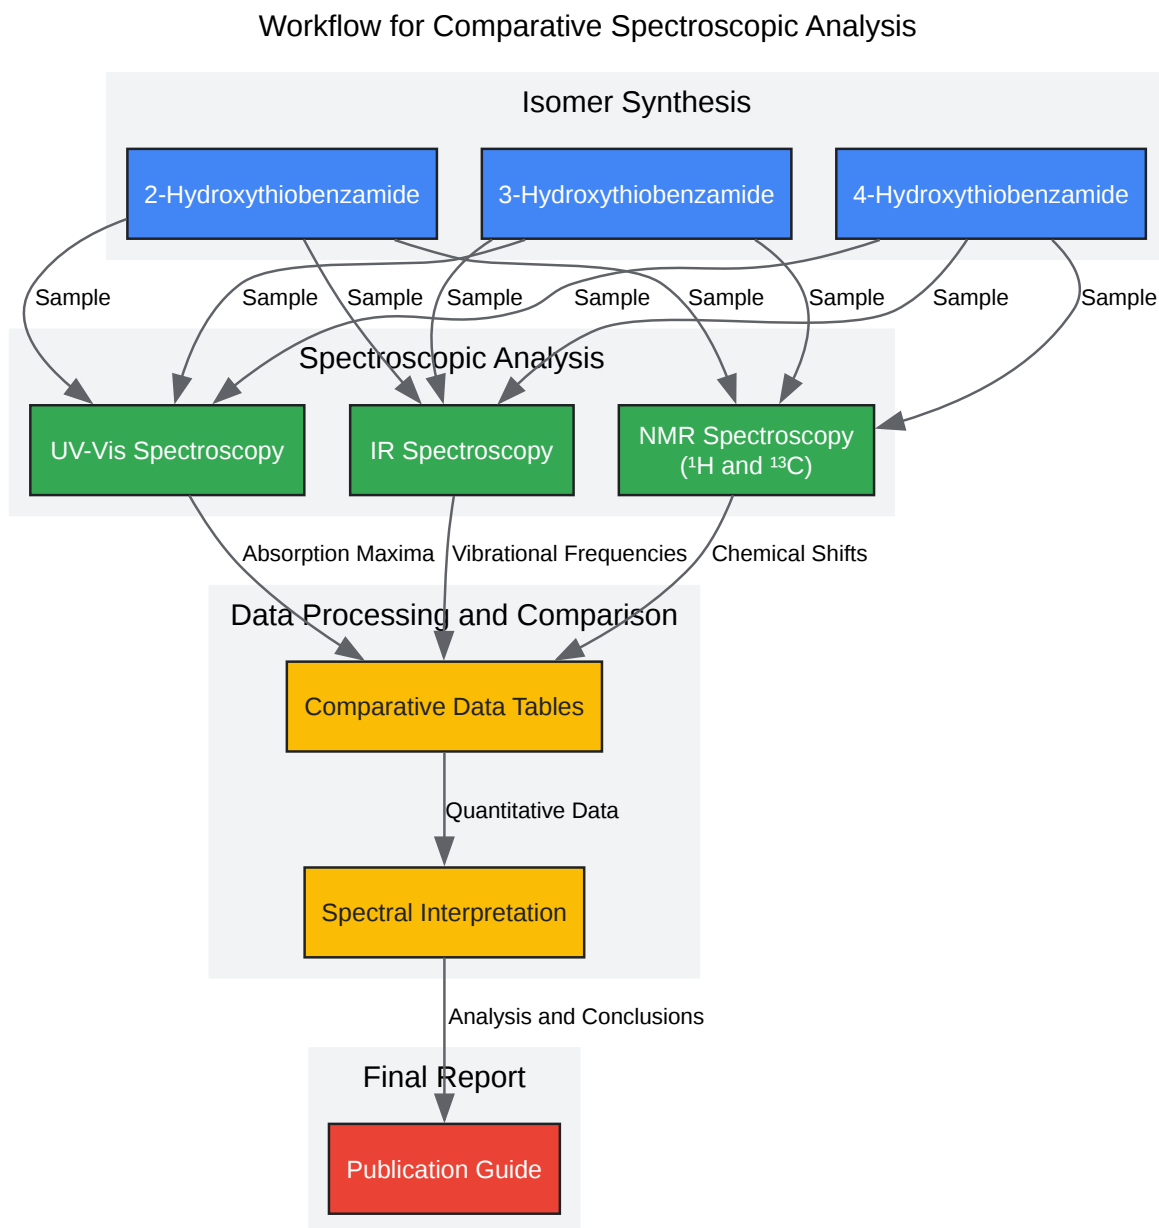 Workflow for Comparative Spectroscopic Analysis
Isomer Synthesis
2-Hydroxythiobenzamide
3-Hydroxythiobenzamide
4-Hydroxythiobenzamide
Sample
Sample
Sample
Sample
Sample
Sample
Sample
Sample
Sample
Spectroscopic Analysis
UV-Vis Spectroscopy
IR Spectroscopy
NMR Spectroscopy
(¹H and ¹³C)
Absorption Maxima
Vibrational Frequencies
Chemical Shifts
Data Processing and Comparison
Comparative Data Tables
Quantitative Data
Spectral Interpretation
Analysis and Conclusions
Final Report
Publication Guide